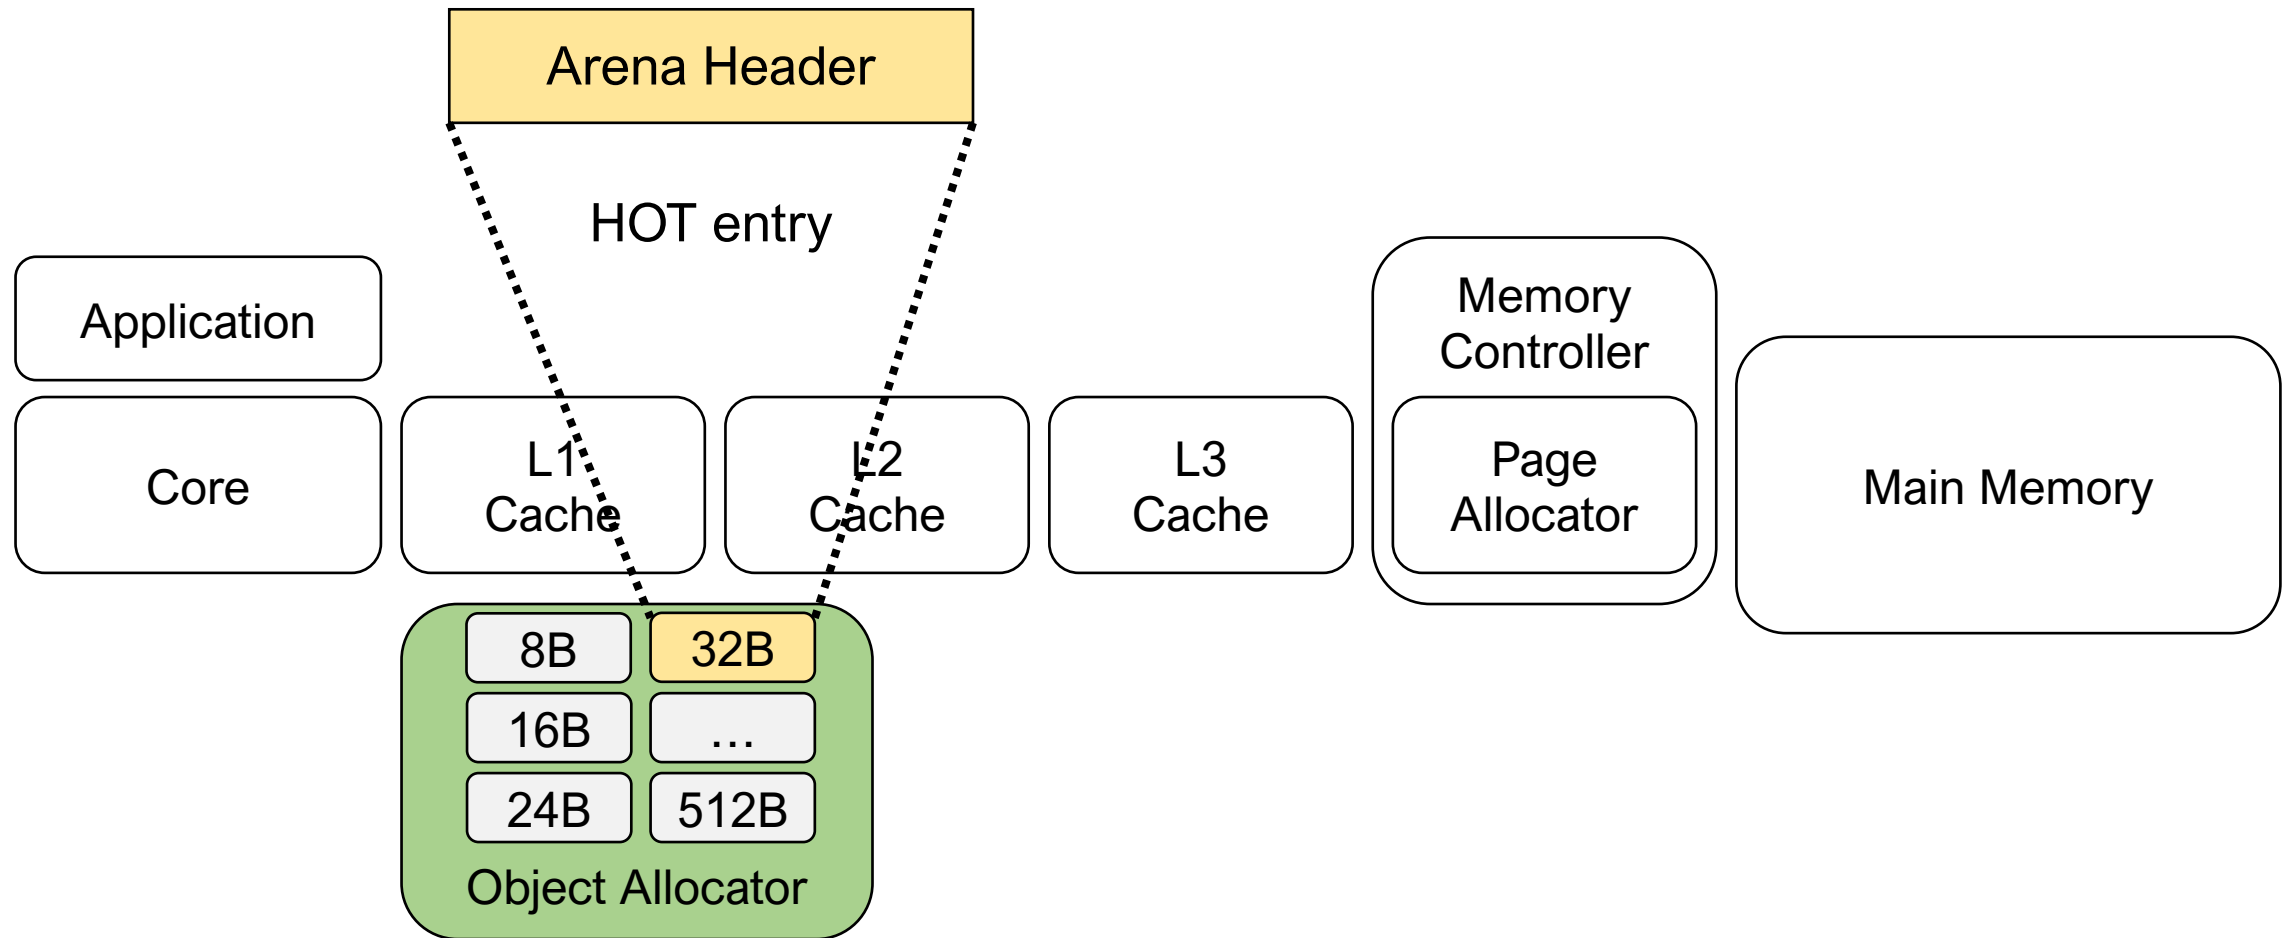 Arena Header
HOT entry
Application
Core
L1
Cache
L2
Cache
L3
Cache
Memory
Controller
Page
Allocator
Main Memory
8B
32B
16B
...
24B
512B
Object Allocator